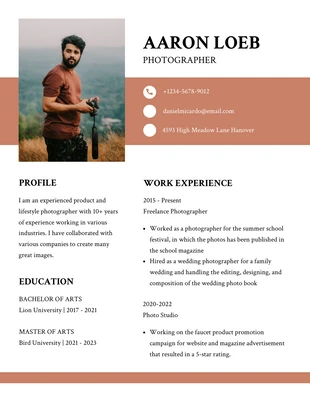 AARON LOEB
PHOTOGRAPHER
+1234-5678-9012
danielmicardo@email.com
4593 High Meadow Lane Hanover
PROFILE
I am an experienced product and
lifestyle photographer with 10+ years
of experience working in various
industries. I have collaborated with
various companies to create many
great images.
EDUCATION
BACHELOR OF ARTS
Lion University | 2017 - 2021
MASTER OF ARTS
Bird University | 2021 - 2023
WORK EXPERIENCE
2015 - Present
Freelance Photographer
• Worked as a photographer for the summer school
festival, in which the photos has been published in
the school magazine
• Hired as a wedding photographer for a family
wedding and handling the editing, designing, and
composition of the wedding photo book
2020-2022
Photo Studio
• Working on the faucet product promotion
campaign for website and magazine advertisement
that resulted in a 5-star rating.